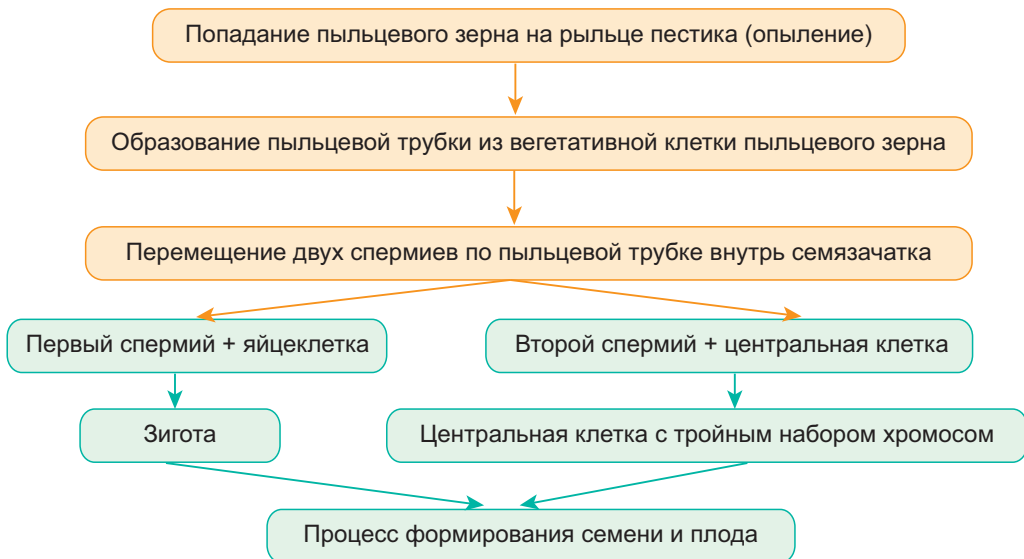 Попадание пыльцевого зерна на рыльце пестика (опыление)
Образование пыльцевой трубки из вегетативной клетки пыльцевого зерна
Перемещение двух спермиев по пыльцевой трубке внутрь семязачатка
Первый спермий + яйцеклетка
Второй спермий + центральная клетка
Зигота
Центральная клетка с тройным набором хромосом
Процесс формирования семени и плода